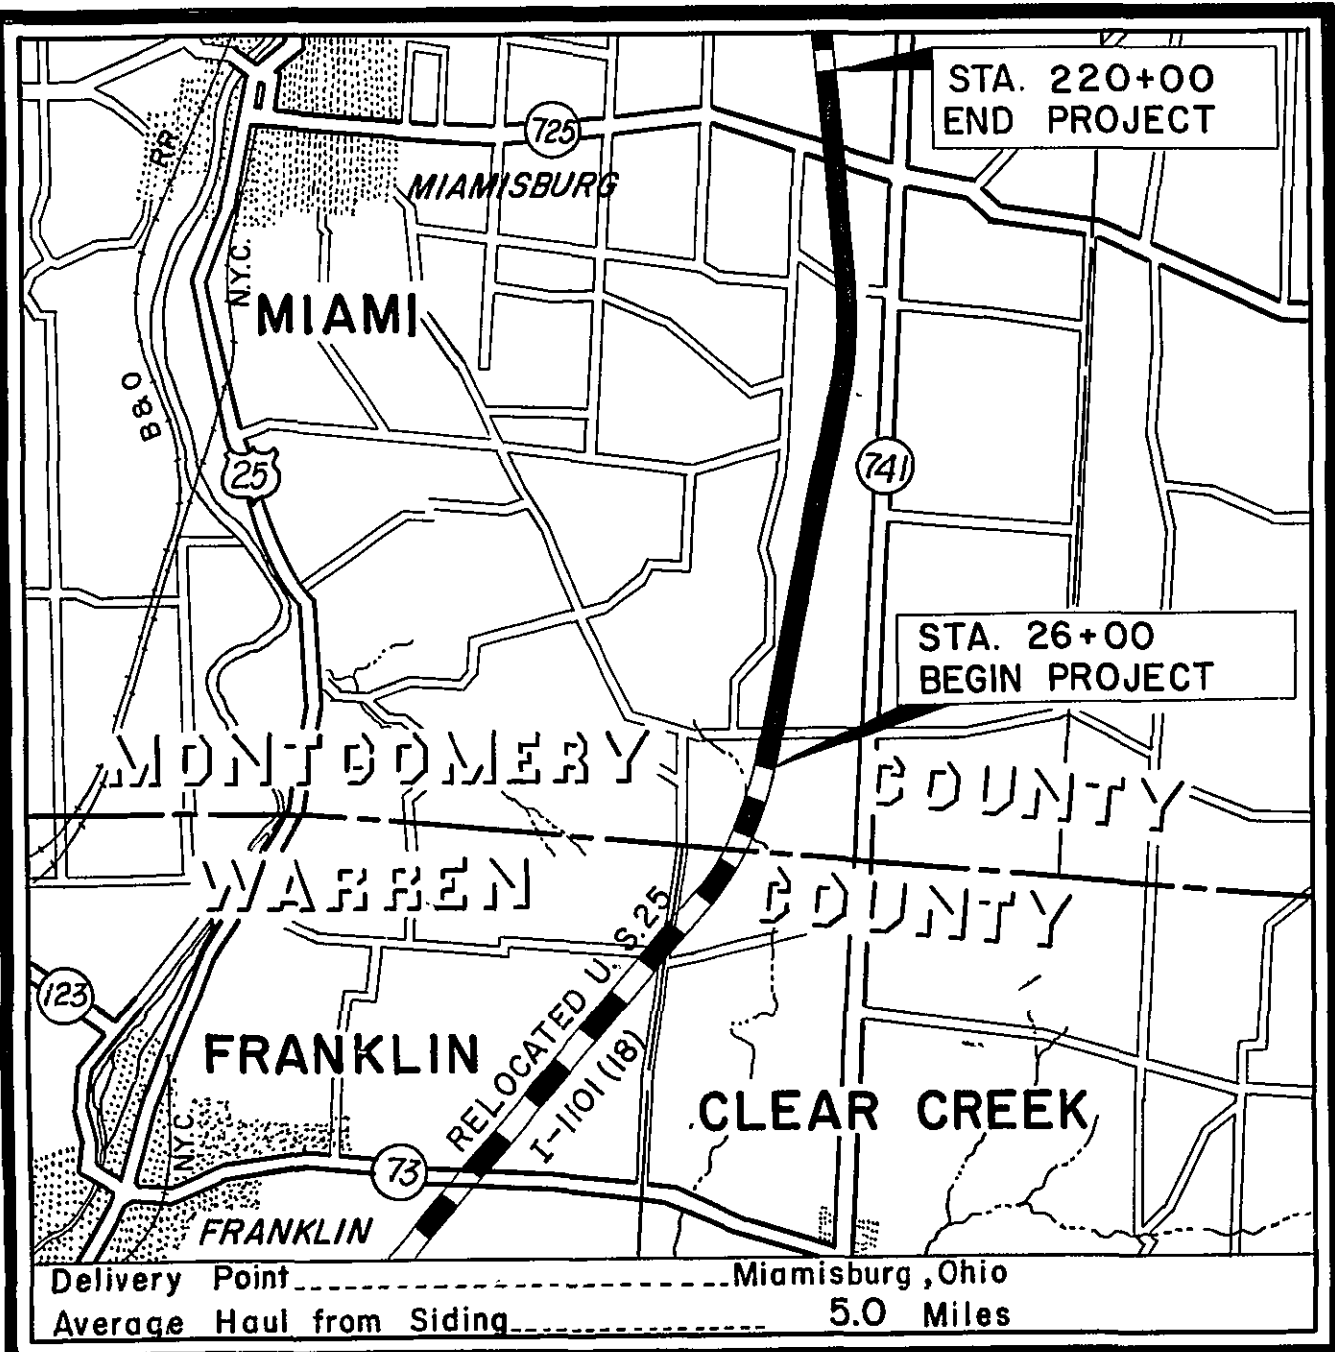 STA. 220+00
END PROJECT
725
RR
MIAMISBURG
N.Y.C.
MIAMI
B & O
25
741
STA. 26+00
BEGIN PROJECT
MONTGOMERY COUNTY
WARREN COUNTY
RELOCATED U. S. 25
I-1101 (18)
123
FRANKLIN
CLEAR CREEK
N.Y.C.
73
FRANKLIN
Delivery Point Miamisburg, Ohio
Average Haul from Siding 5.0 Miles